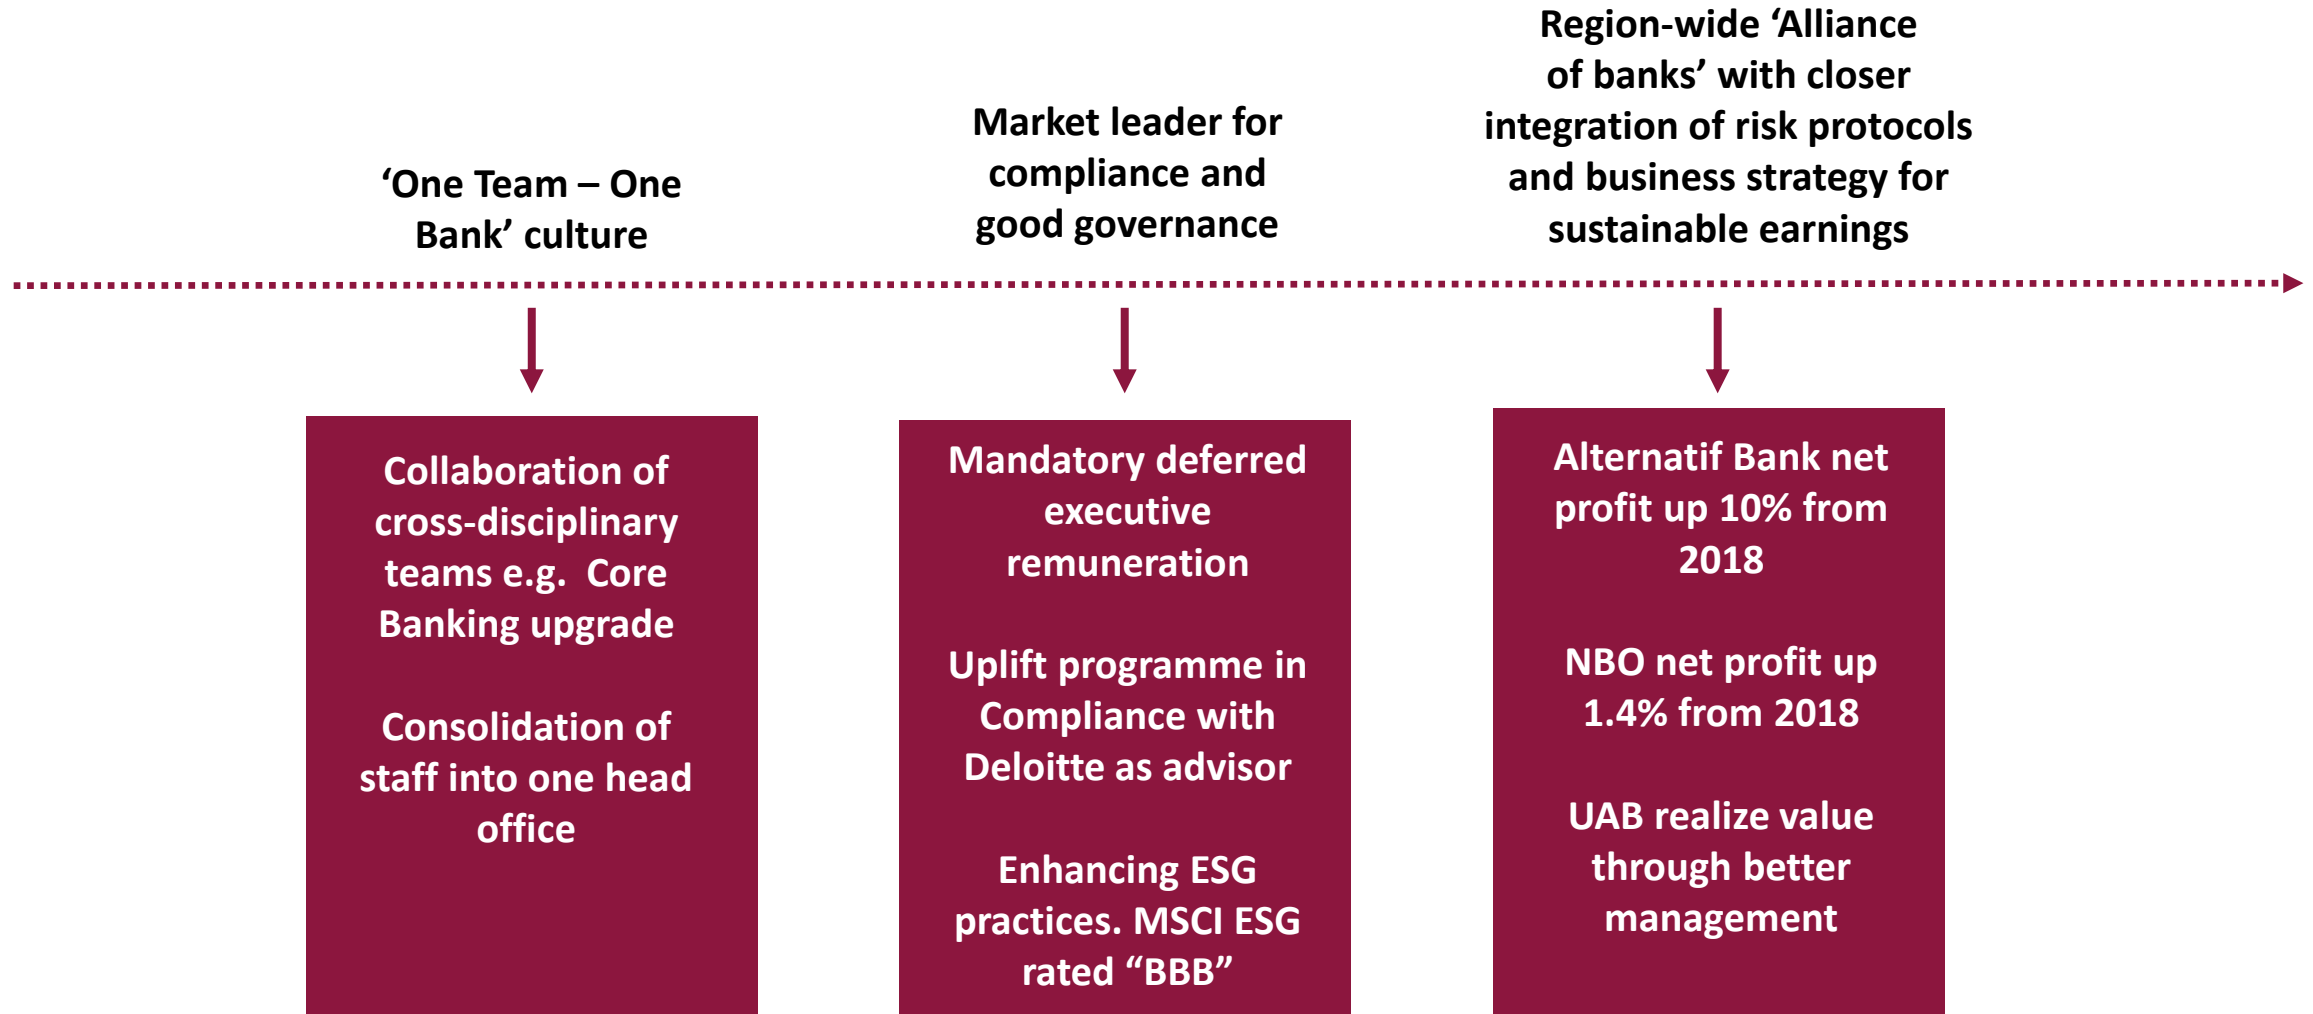 ‘One Team – One
Bank’ culture
Market leader for
compliance and
good governance
Region-wide ‘Alliance
of banks’ with closer
integration of risk protocols
and business strategy for
sustainable earnings
Collaboration of
cross-disciplinary
teams e.g.  Core
Banking upgrade
Consolidation of
staff into one head
office
Mandatory deferred
executive
remuneration
Uplift programme in
Compliance with
Deloitte as advisor
Enhancing ESG
practices. MSCI ESG
rated “BBB”
Alternatif Bank net
profit up 10% from
2018
NBO net profit up
1.4% from 2018
UAB realize value
through better
management